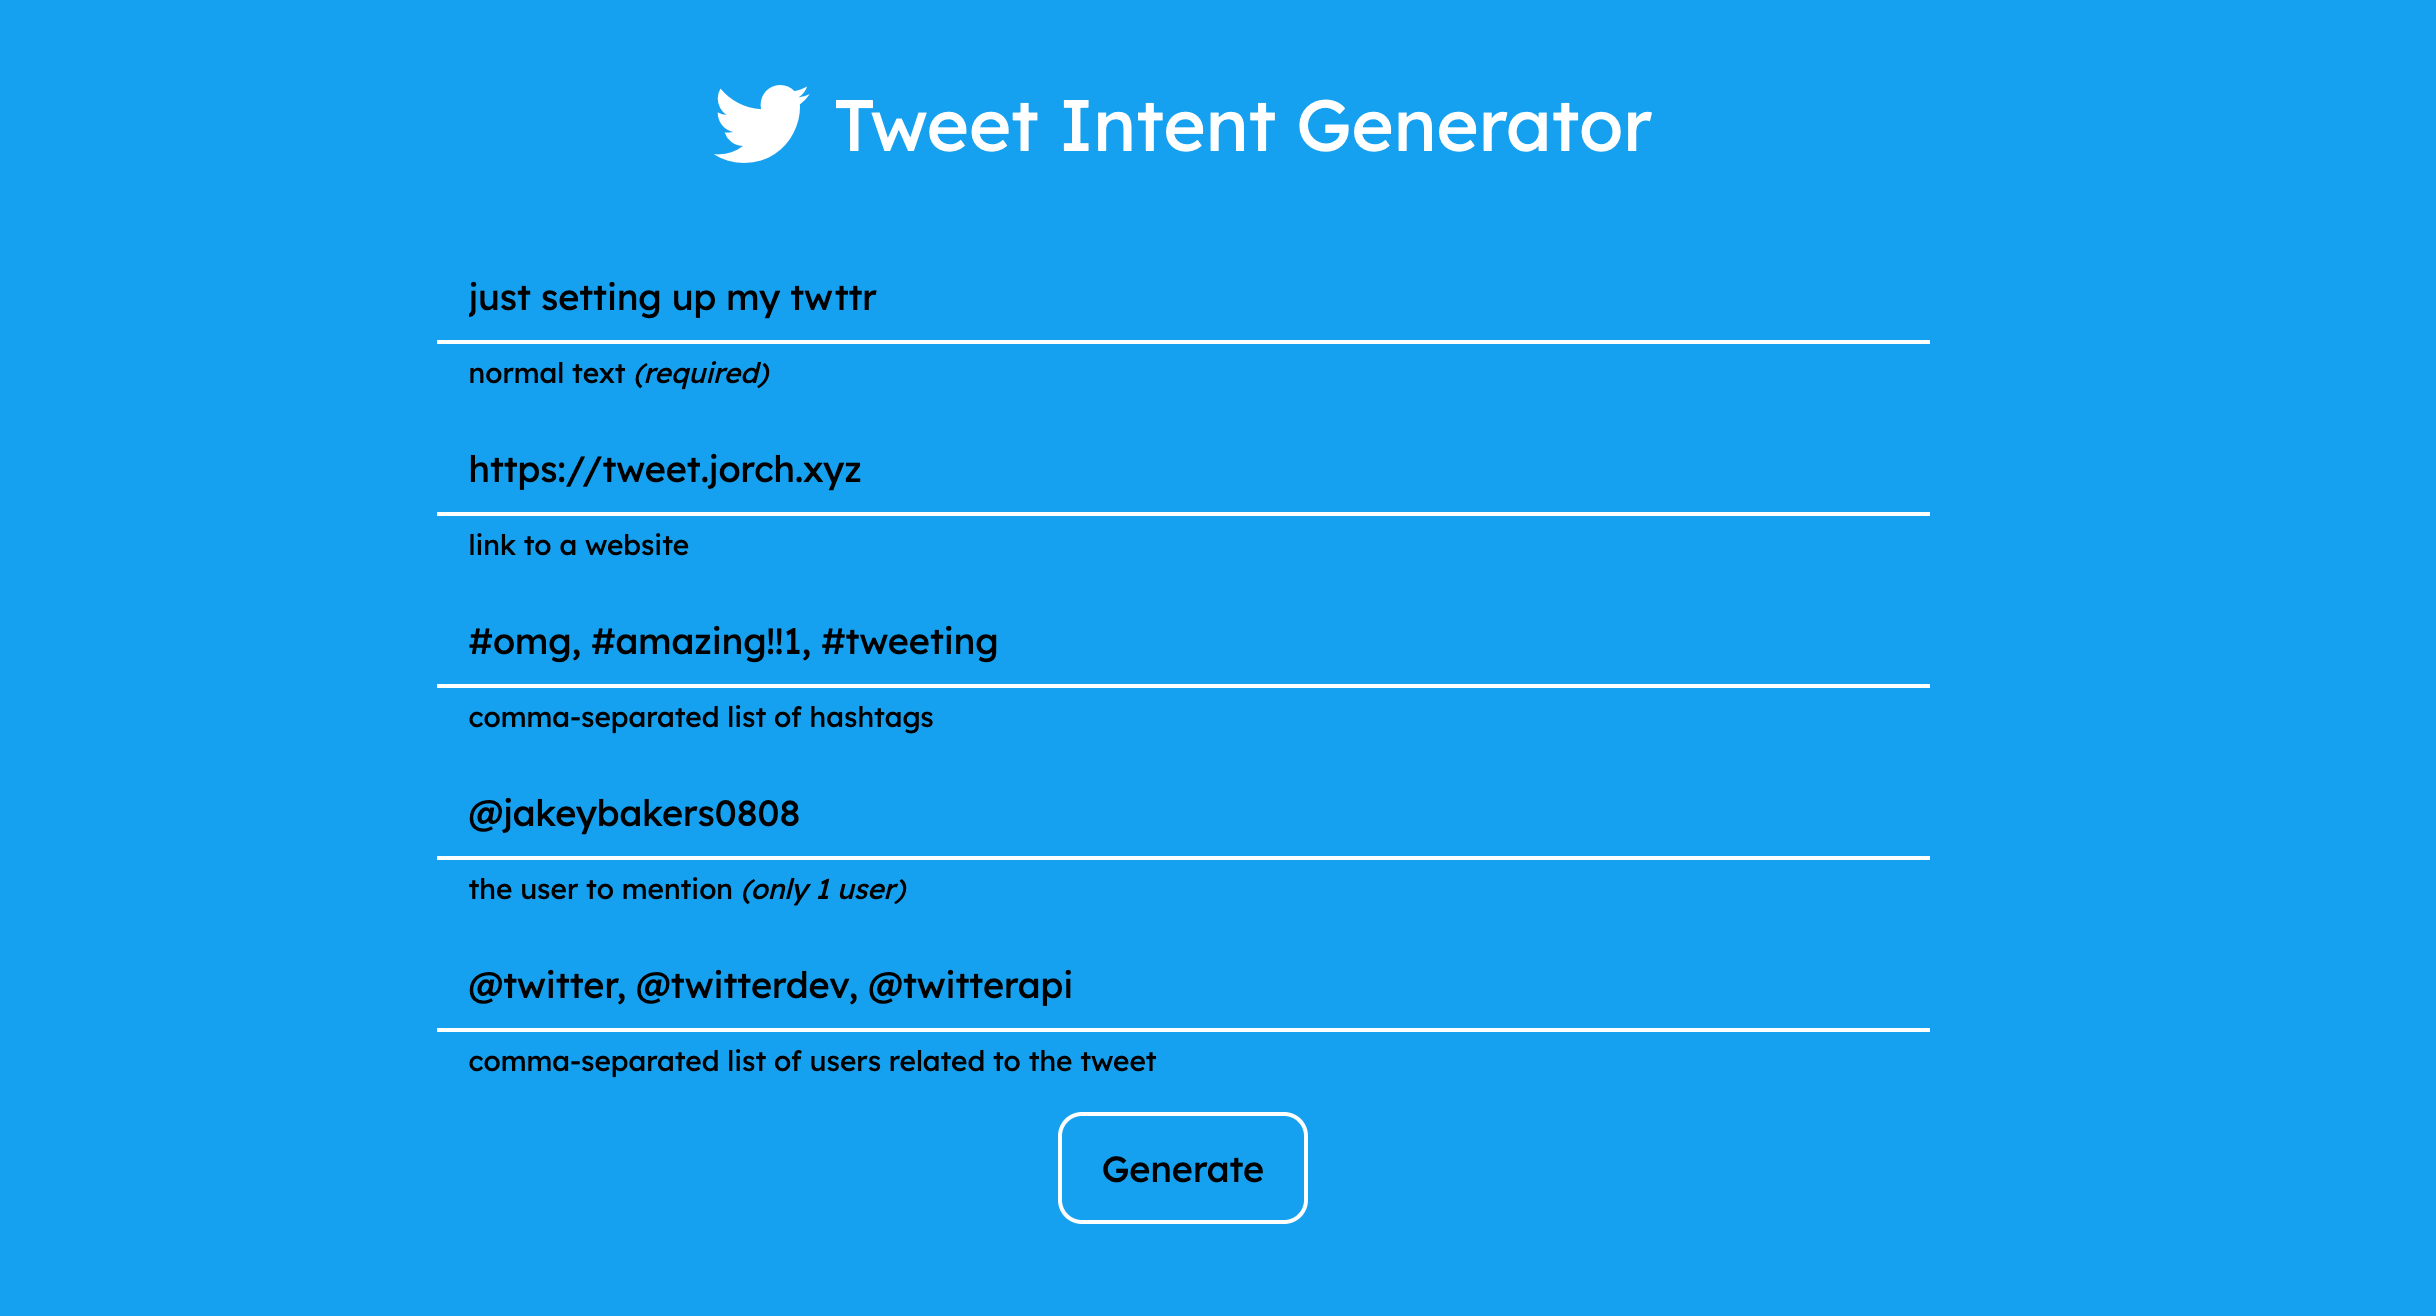 Tweet Intent Generator
just setting up my twttr
normal text (required)
https://tweet.jorch.xyz
link to a website
#omg, #amazing!!1, #tweeting
comma-separated list of hashtags
@jakeybakers0808
the user to mention (only 1 user)
@twitter, @twitterdev, @twitterapi
comma-separated list of users related to the tweet
Generate